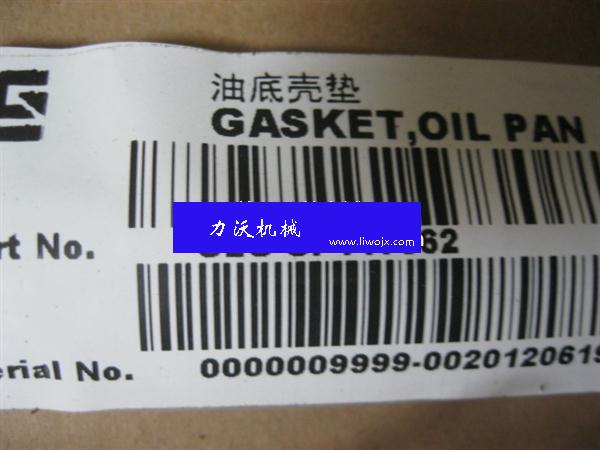 油底壳垫
GASKET,OIL PAN
力沃机械
www.liwojx.com
rt No. 62
erial No. 0000009999-0020120619